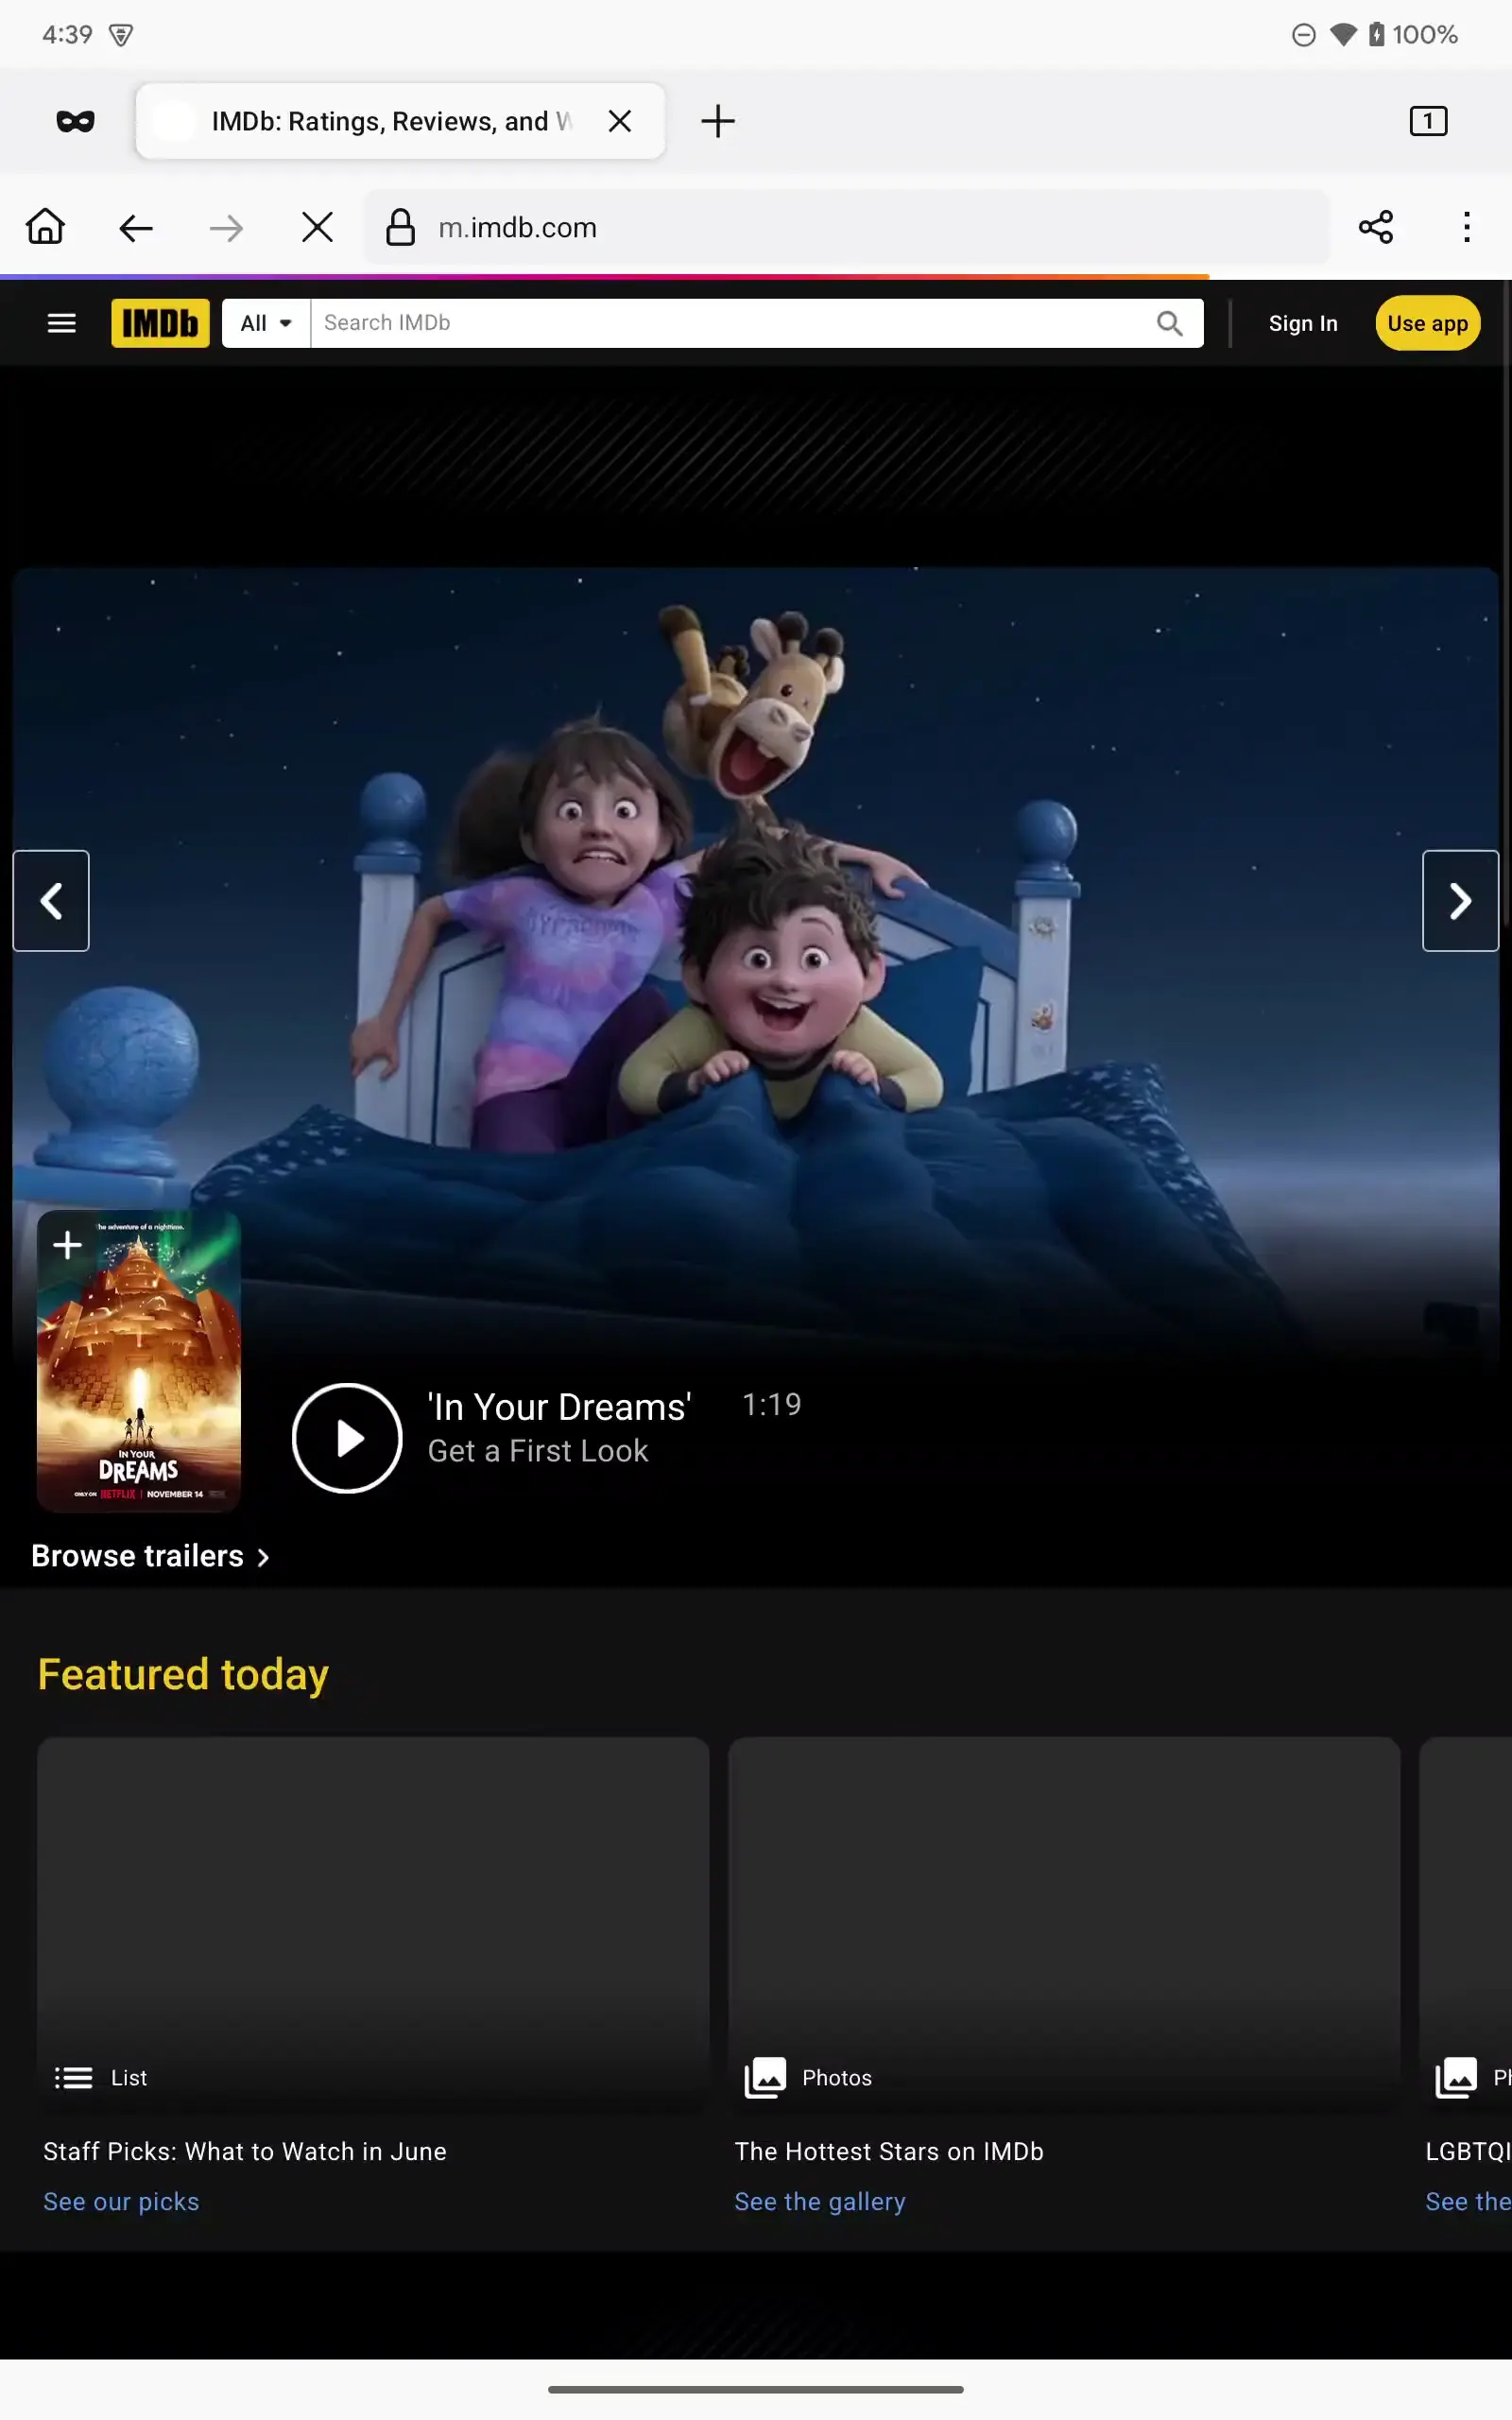 4:39
100%
IMDb: Ratings, Reviews, and W
1
m.imdb.com
IMDb
All
Search IMDb
Sign In
Use app
The adventure of a nighttime.
IN YOUR
DREAMS
ONLY ON NETFLIX | NOVEMBER 14
'In Your Dreams' 1:19
Get a First Look
Browse trailers
Featured today
List
Photos
Ph
Staff Picks: What to Watch in June
The Hottest Stars on IMDb
LGBTQI
See our picks
See the gallery
See the